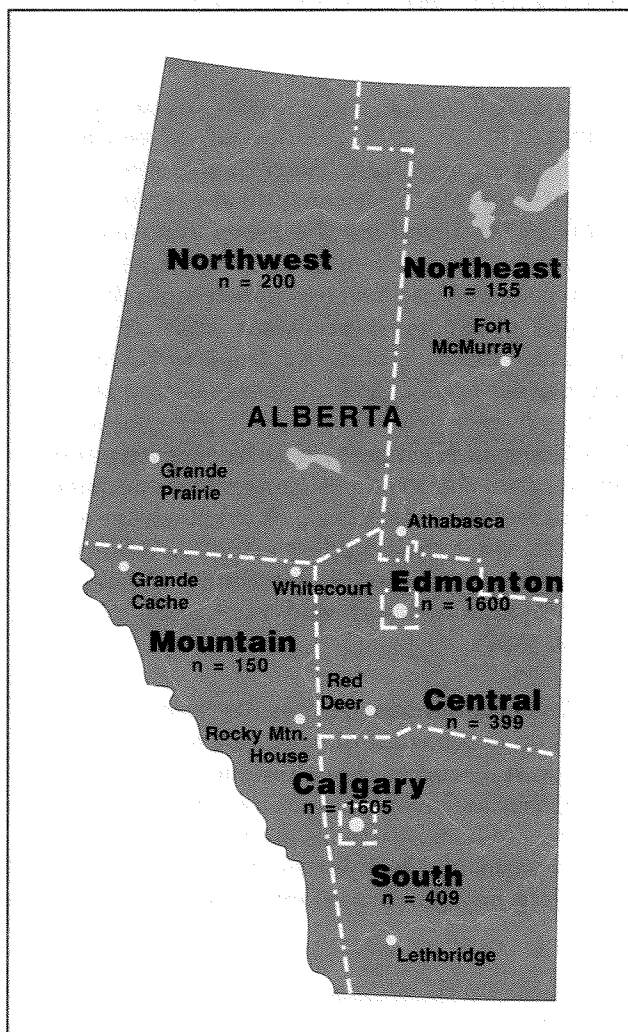 Northwest
n = 200
Northeast
n = 155
Fort
McMurray
ALBERTA
Grande
Prairie
Athabasca
Grande
Cache
Whitecourt
Edmonton
n = 1600
Mountain
n = 150
Red
Deer
Central
n = 399
Rocky Mtn.
House
Calgary
n = 1605
South
n = 409
Lethbridge